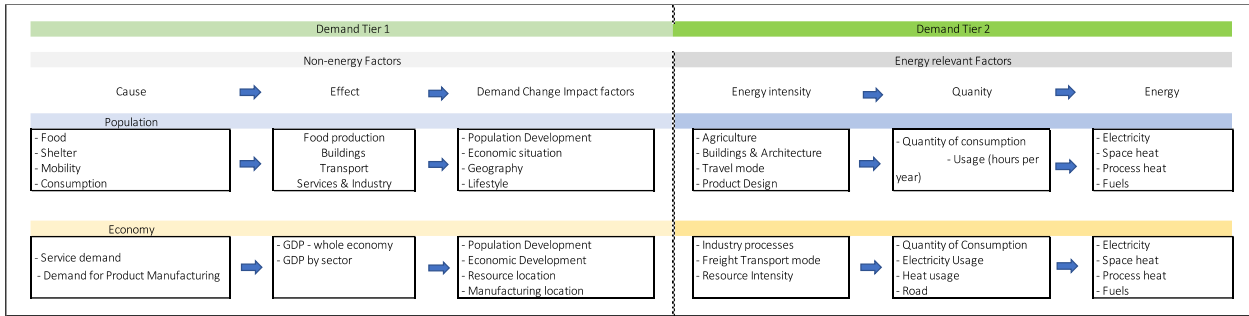 Demand Tier 1
Demand Tier 2
Non-energy Factors
Energy relevant Factors
Cause
Effect
Demand Change Impact factors
Energy intensity
Quanity
Energy
Population
- Food
- Shelter
- Mobility
- Consumption
Food production
Buildings
Transport
Services & Industry
- Population Development
- Economic situation
- Geography
- Lifestyle
- Agriculture
- Buildings & Architecture
- Travel mode
- Product Design
- Quantity of consumption
- Usage (hours per
year)
- Electricity
- Space heat
- Process heat
- Fuels
Economy
- Service demand
- Demand for Product Manufacturing
- GDP - whole economy
- GDP by sector
- Population Development
- Economic Development
- Resource location
- Manufacturing location
- Industry processes
- Freight Transport mode
- Resource Intensity
- Quantity of Consumption
- Electricity Usage
- Heat usage
- Road
- Electricity
- Space heat
- Process heat
- Fuels